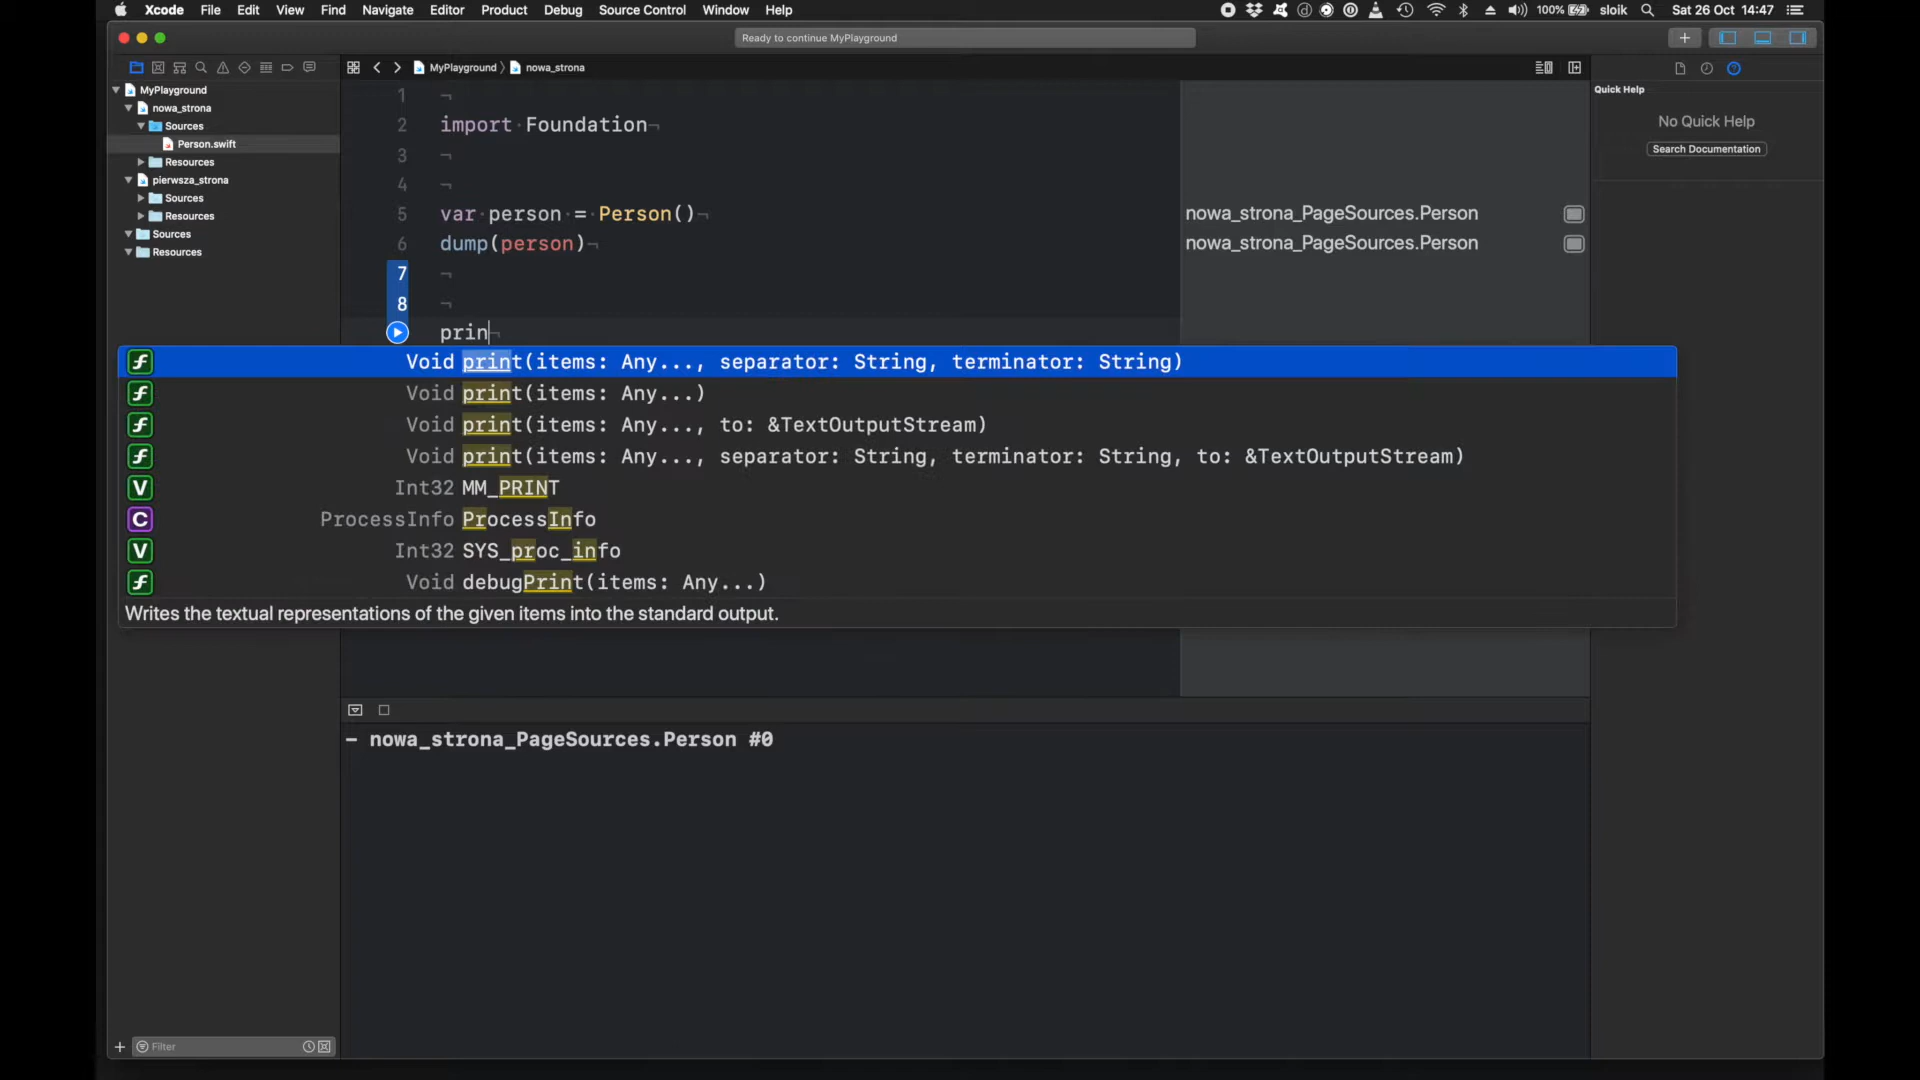 Xcode File Edit View Find Navigate Editor Product Debug Source Control Window Help 100% sloik Sat 26 Oct 14:47
Ready to continue MyPlayground
MyPlayground nowa_strona
MyPlayground
nowa_strona
Sources
Person.swift
Resources
pierwsza_strona
Sources
Resources
Sources
Resources
Filter
1 ¬
2 import·Foundation¬
3 ¬
4 ¬
5 var·person·=·Person()¬
6 dump(person)¬
7 ¬
8 ¬
prin¬
nowa_strona_PageSources.Person
nowa_strona_PageSources.Person
Quick Help
No Quick Help
Search Documentation
f Void print(items: Any..., separator: String, terminator: String)
f Void print(items: Any...)
f Void print(items: Any..., to: &TextOutputStream)
f Void print(items: Any..., separator: String, terminator: String, to: &TextOutputStream)
V Int32 MM_PRINT
C ProcessInfo ProcessInfo
V Int32 SYS_proc_info
f Void debugPrint(items: Any...)
Writes the textual representations of the given items into the standard output.
- nowa_strona_PageSources.Person #0